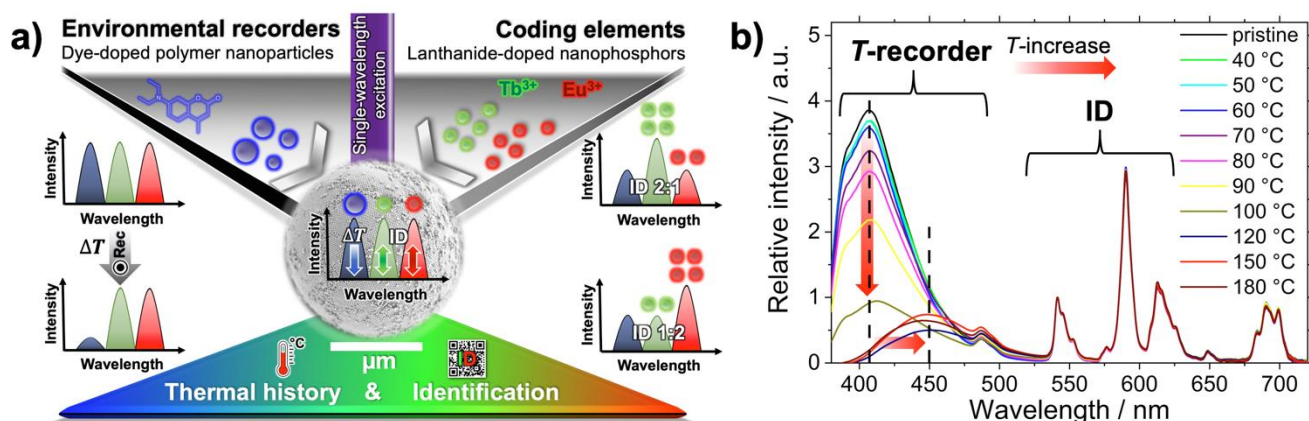 a)
Environmental recorders
Dye-doped polymer nanoparticles
Single-wavelength
excitation
Coding elements
Lanthanide-doped nanophosphors
Tb³⁺
Eu³⁺
Intensity
Wavelength
ΔT
Rec
Intensity
Wavelength
Intensity
ΔT
ID
Wavelength
Intensity
ID 2:1
Wavelength
Intensity
ID 1:2
Wavelength
µm
°C
ID
Thermal history & Identification
b)
Relative intensity / a.u.
5
4
3
2
1
0
T-recorder
T-increase
ID
pristine
40 °C
50 °C
60 °C
70 °C
80 °C
90 °C
100 °C
120 °C
150 °C
180 °C
400 450 500 550 600 650 700
Wavelength / nm